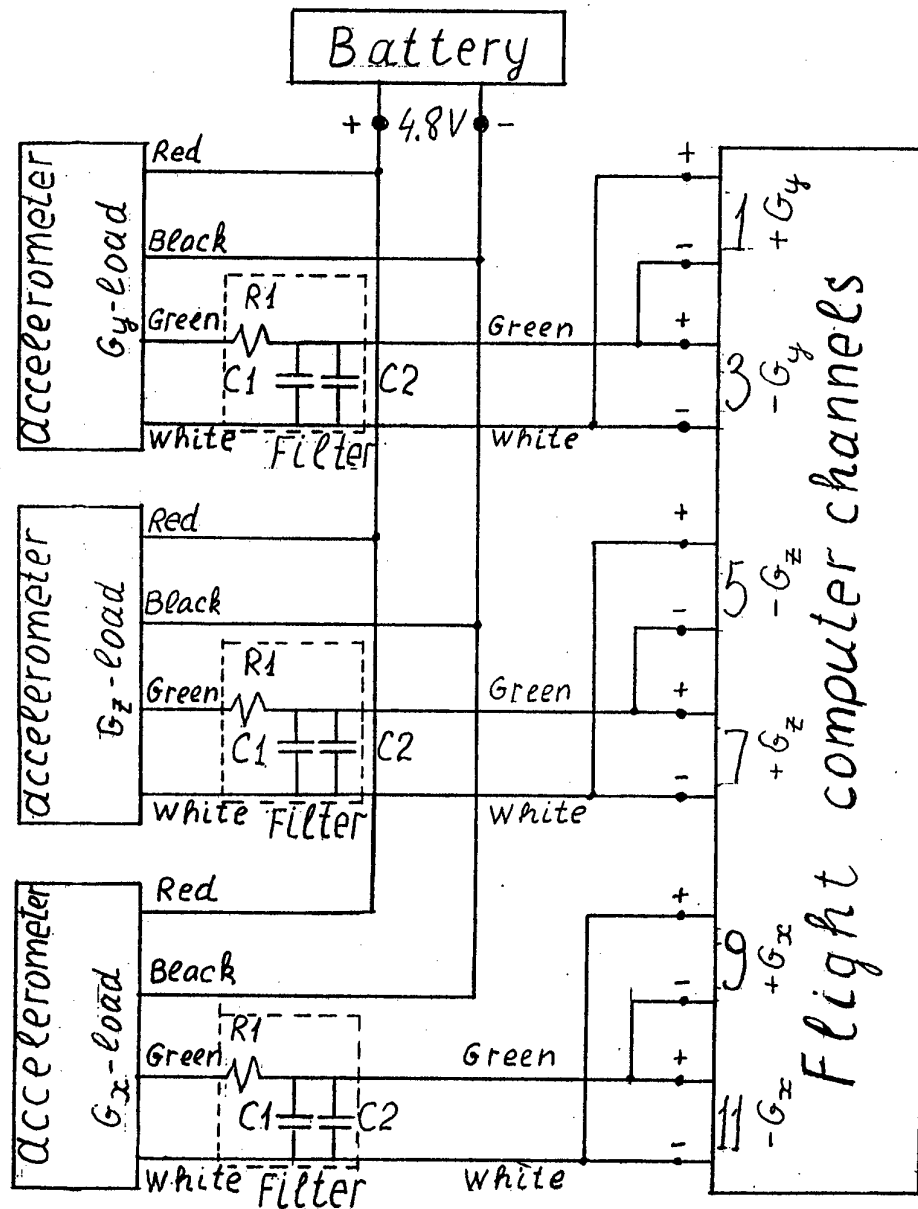 Battery
+ 4.8V -
accelerometer
Gy-load
Red
Black
R1
Green
C1
C2
White
Filter
Green
White
+
-
+
-
1 +Gy
3 -Gy
accelerometer
Gz-load
Red
Black
R1
Green
C1
C2
White
Filter
Green
White
+
-
+
-
5 -Gz
7 +Gz
accelerometer
Gx-load
Red
Black
R1
Green
C1
C2
White
Filter
Green
White
+
-
+
-
9 +Gx
11 -Gx
Flight computer channels